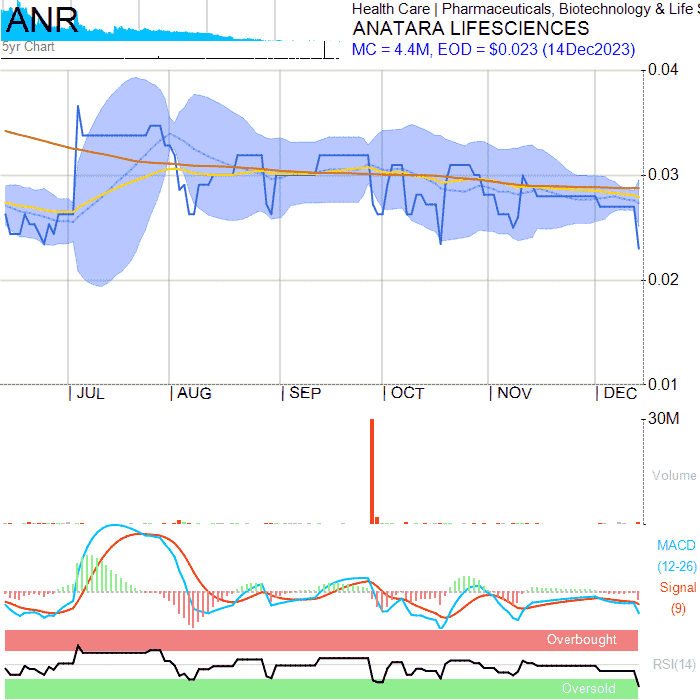 ANR
5yr Chart
Health Care | Pharmaceuticals, Biotechnology & Life S
ANATARA LIFESCIENCES
MC = 4.4M, EOD = $0.023 (14Dec2023)
0.04
0.03
0.02
0.01
| JUL | AUG | SEP | OCT | NOV | DEC
30M
Volume
MACD
(12-26)
Signal
(9)
Overbought
RSI(14)
Oversold